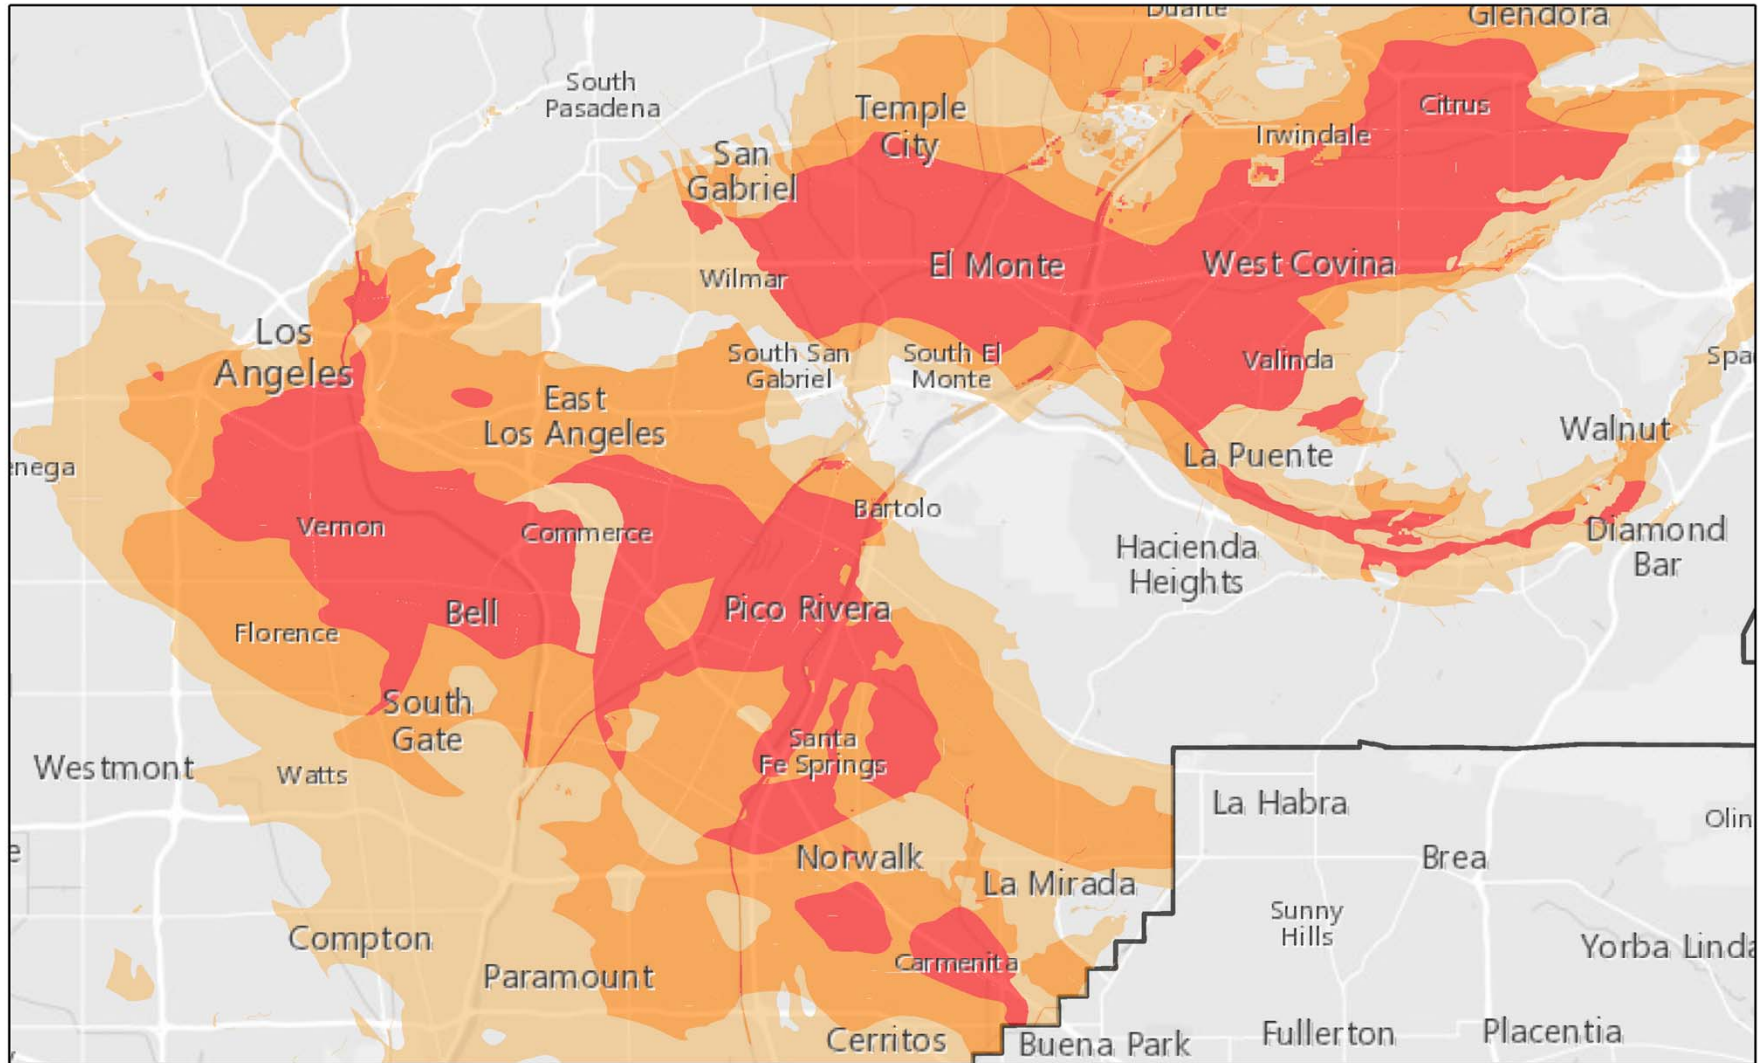 Duarte
Glendora
South
Pasadena
Temple
City
Citrus
Irwindale
San
Gabriel
El Monte
West Covina
Wilmar
Los
Angeles
South San
Gabriel
South El
Monte
Valinda
Spa
East
Los Angeles
Walnut
La Puente
enega
Bartolo
Vernon
Commerce
Diamond
Bar
Hacienda
Heights
Bell
Pico Rivera
Florence
South
Gate
Santa
Fe Springs
Westmont
Watts
La Habra
Olin
e
Norwalk
Brea
La Mirada
Sunny
Hills
Compton
Yorba Linda
Carmenita
Paramount
Cerritos
Buena Park
Fullerton
Placentia